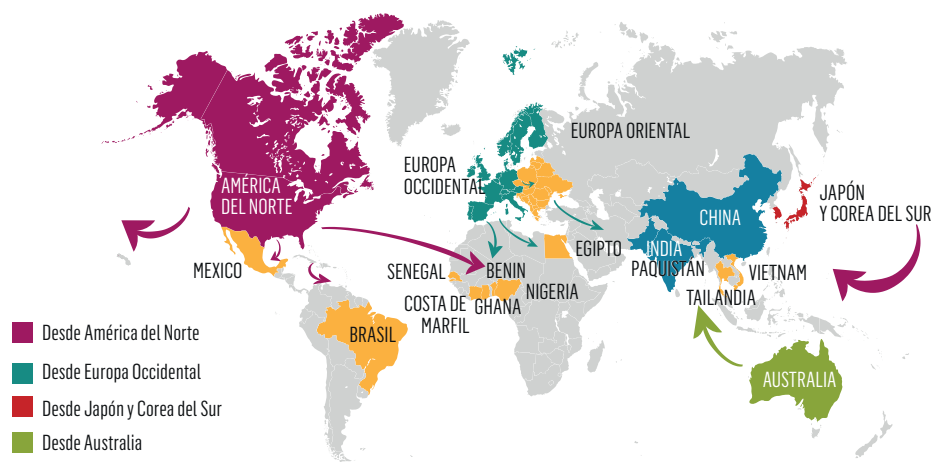 EUROPA ORIENTAL
EUROPA
OCCIDENTAL
AMÉRICA
DEL NORTE
JAPÓN
Y COREA DEL SUR
CHINA
INDIA
PAQUISTÁN
EGIPTO
MEXICO
SENEGAL
BENIN
VIETNAM
NIGERIA
TAILANDIA
COSTA DE
MARFIL
GHANA
BRASIL
AUSTRALIA
Desde América del Norte
Desde Europa Occidental
Desde Japón y Corea del Sur
Desde Australia